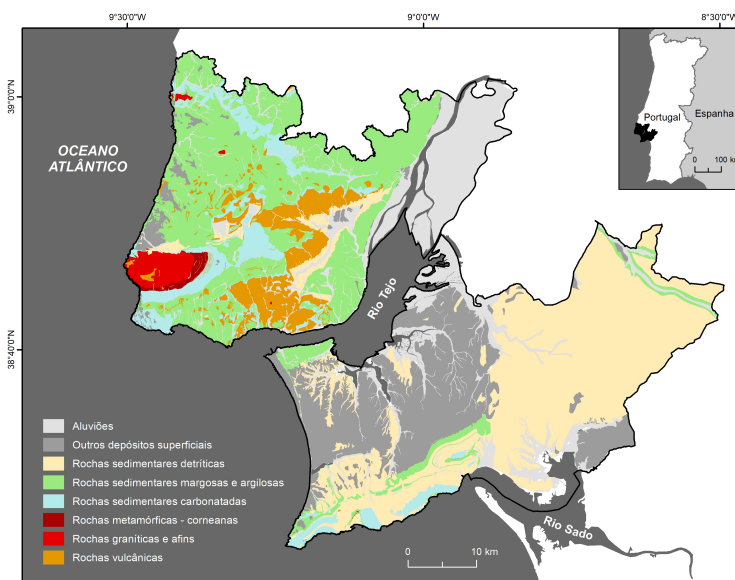 9°30'0"W
9°0'0"W
8°30'0"W
39°0'0"N
38°40'0"N
OCEANO
ATLÂNTICO
Portugal
Espanha
0 100 km
Rio Tejo
Aluviões
Outros depósitos superficiais
Rochas sedimentares detríticas
Rochas sedimentares margosas e argilosas
Rochas sedimentares carbonatadas
Rochas metamórficas - corneanas
Rochas graníticas e afins
Rochas vulcânicas
Rio Sado
0 10 km